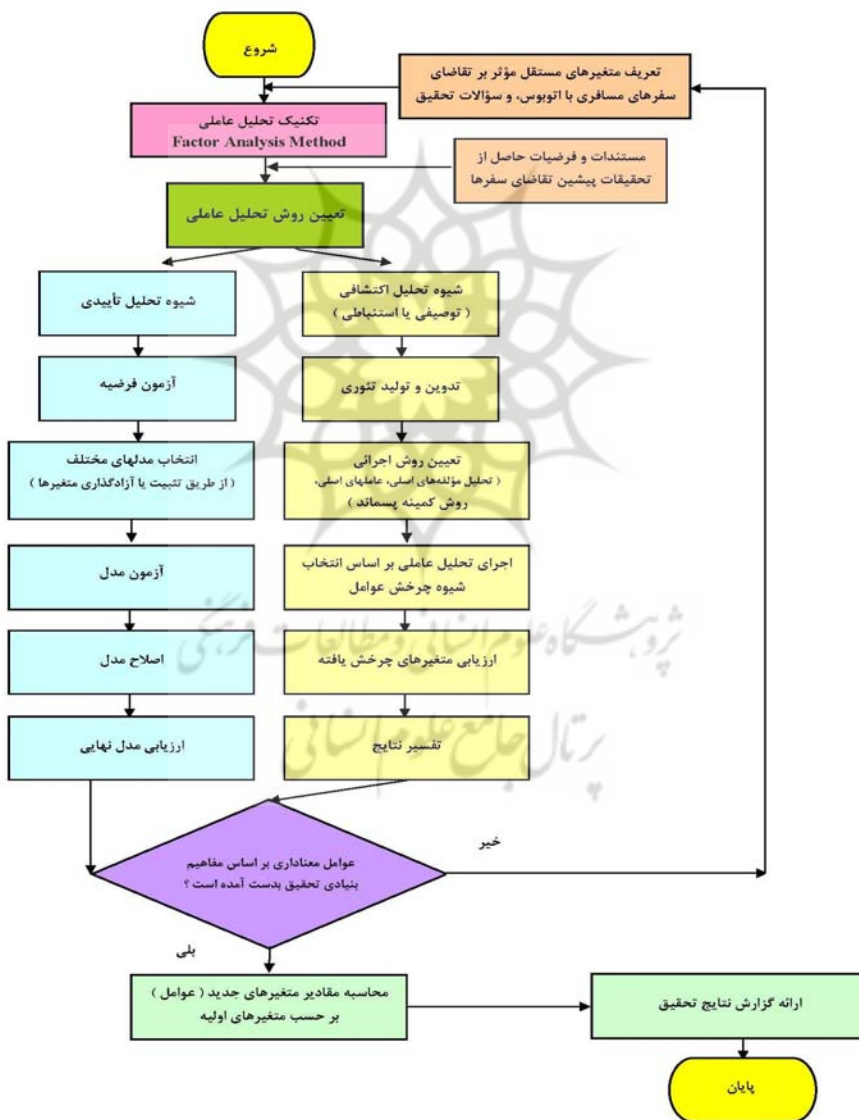 شروع
تعریف متغیرهای مستقل مؤثر بر تقاضای
سفرهای مسافری با اتوبوس، و سؤالات تحقیق
تکنیک تحلیل عاملی
Factor Analysis Method
مستندات و فرضیات حاصل از
تحقیقات پیشین تقاضای سفرها
تعیین روش تحلیل عاملی
شیوه تحلیل اکتشافی
( توصیفی یا استنباطی )
تدوین و تولید تئوری
تعیین روش اجرائی
( تحلیل مؤلفه‌های اصلی، عاملهای اصلی،
روش کمینه پسماند )
اجرای تحلیل عاملی بر اساس انتخاب
شیوه چرخش عوامل
ارزیابی متغیرهای چرخش یافته
تفسیر نتایج
شیوه تحلیل تأییدی
آزمون فرضیه
انتخاب مدلهای مختلف
( از طریق تثبیت یا آزادگذاری متغیرها )
آزمون مدل
اصلاح مدل
ارزیابی مدل نهایی
پژوهشگاه علوم انسانی و مطالعات فرهنگی
پرتال جامع علوم انسانی
عوامل معناداری بر اساس مفاهیم
بنیادی تحقیق بدست آمده است ؟
خیر
بلی
محاسبه مقادیر متغیرهای جدید ( عوامل )
بر حسب متغیرهای اولیه
ارائه گزارش نتایج تحقیق
پایان